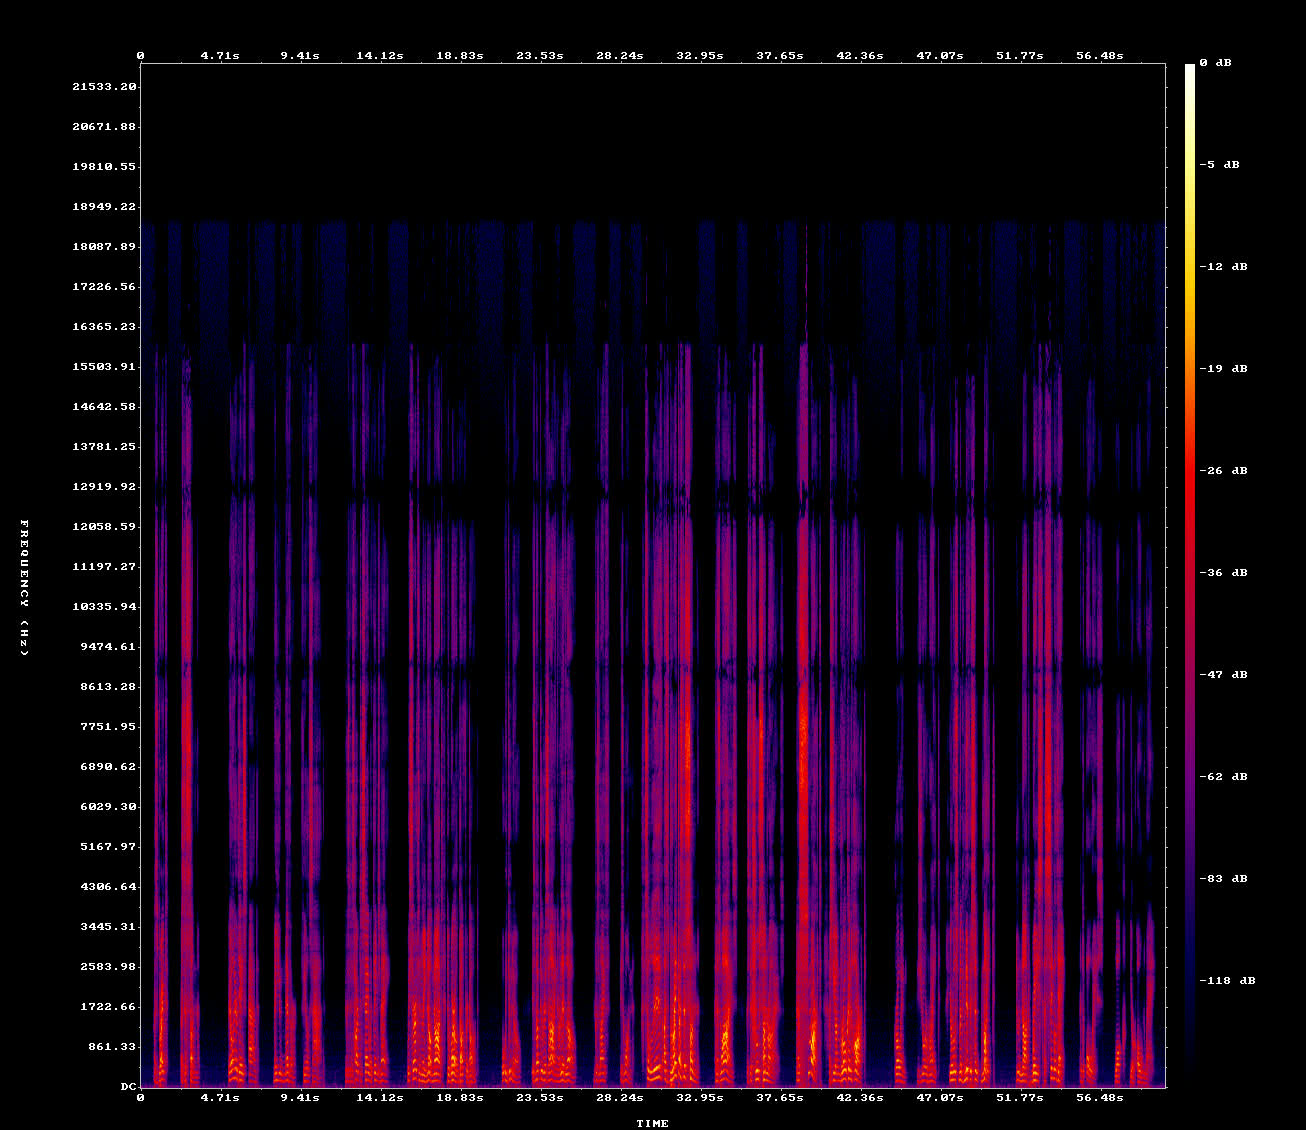 0 4.71s 9.41s 14.12s 18.83s 23.53s 28.24s 32.95s 37.65s 42.36s 47.07s 51.77s 56.48s
0 dB
21533.20
20671.88
-5 dB
19810.55
18949.22
18087.89
-12 dB
17226.56
16365.23
15503.91
-19 dB
14642.58
13781.25
-26 dB
12919.92
12058.59
11197.27
-36 dB
10335.94
FREQUENCY (Hz)
9474.61
8613.28
-47 dB
7751.95
6890.62
-62 dB
6029.30
5167.97
4306.64
-83 dB
3445.31
2583.98
-118 dB
1722.66
861.33
DC
0 4.71s 9.41s 14.12s 18.83s 23.53s 28.24s 32.95s 37.65s 42.36s 47.07s 51.77s 56.48s
TIME